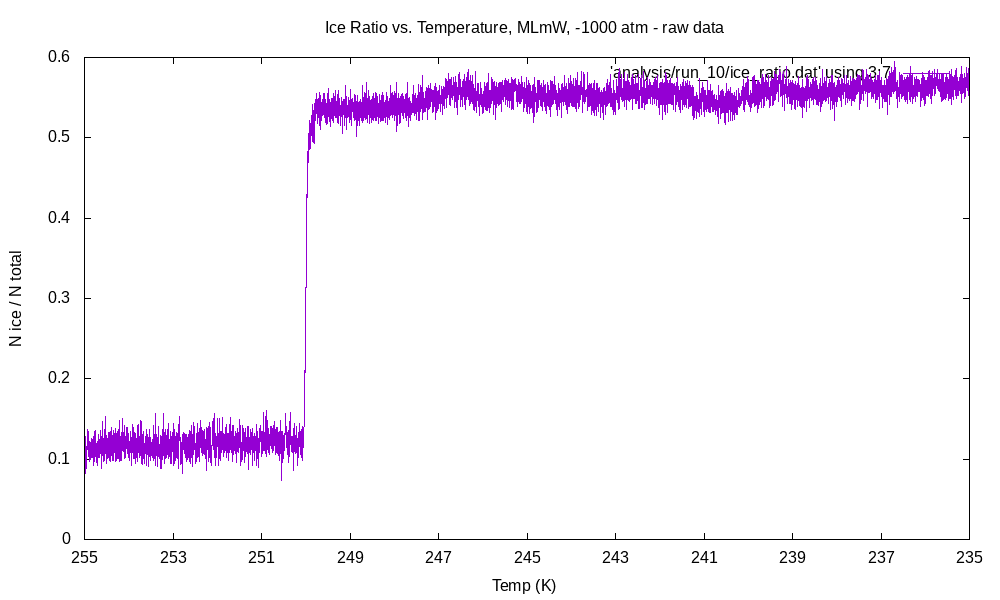 Ice Ratio vs. Temperature, MLmW, -1000 atm - raw data
'analysis/run_10/ice_ratio.dat' using 3:7
N ice / N total
0.6
0.5
0.4
0.3
0.2
0.1
0
255 253 251 249 247 245 243 241 239 237 235
Temp (K)